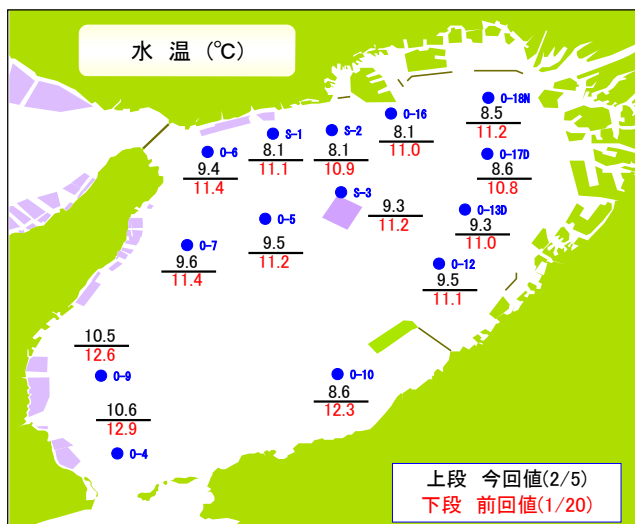 水 温 (℃)
O-18N
8.5
11.2
O-16
8.1
11.0
S-2
8.1
10.9
S-1
8.1
11.1
O-6
9.4
11.4
O-17D
8.6
10.8
S-3
9.3
11.2
O-13D
9.3
11.0
O-5
9.5
11.2
O-7
9.6
11.4
O-12
9.5
11.1
10.5
12.6
O-9
O-10
8.6
12.3
10.6
12.9
O-4
上段 今回値(2/5)
下段 前回値(1/20)